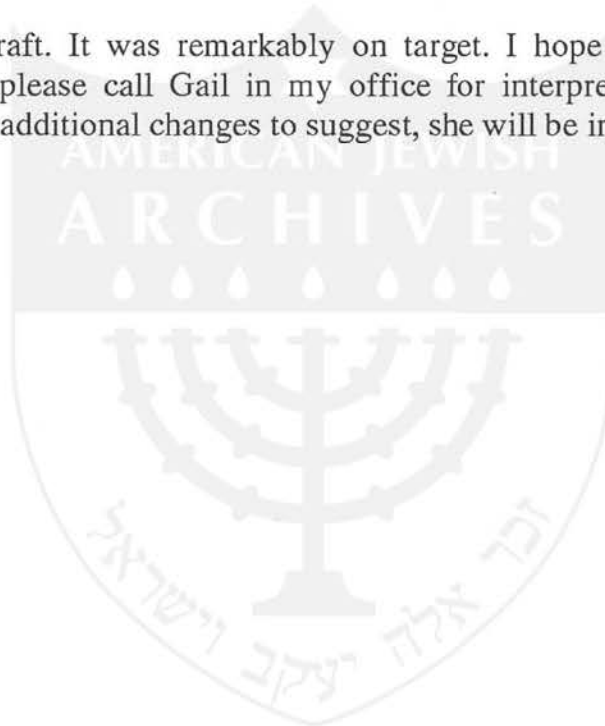 raft. It was remarkably on target. I hope
please call Gail in my office for interpre
additional changes to suggest, she will be in
AMERICAN JEWISH
ARCHIVES
זכר אלה יעקב וישראל